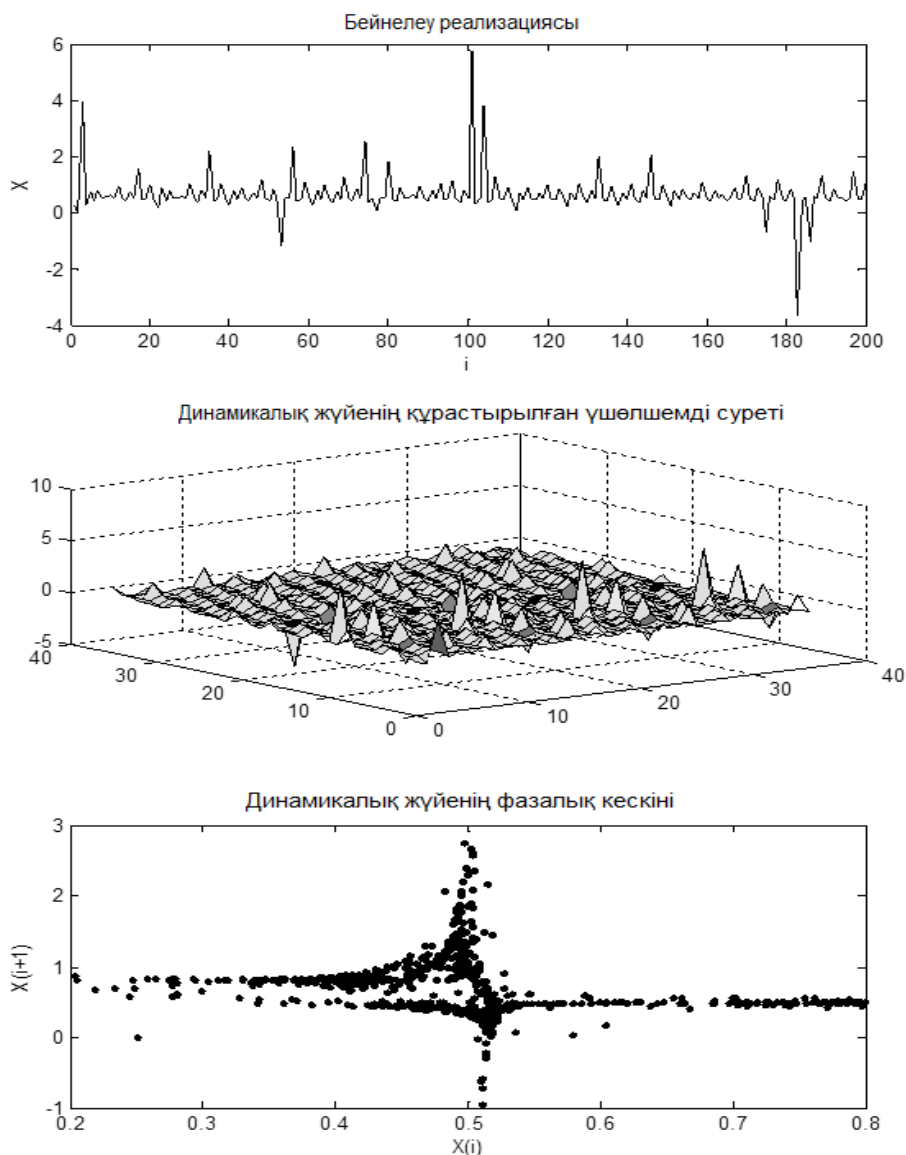 Бейнелеу реализациясы
6
4
2
0
-2
-4
X
0 20 40 60 80 100 120 140 160 180 200
i
Динамикалық жүйенің құрастырылған үшөлшемді суреті
10
5
0
-5
40
30
20
10
0
0
10
20
30
40
Динамикалық жүйенің фазалық кескіні
3
2
1
0
-1
X(i+1)
0.2 0.3 0.4 0.5 0.6 0.7 0.8
X(i)